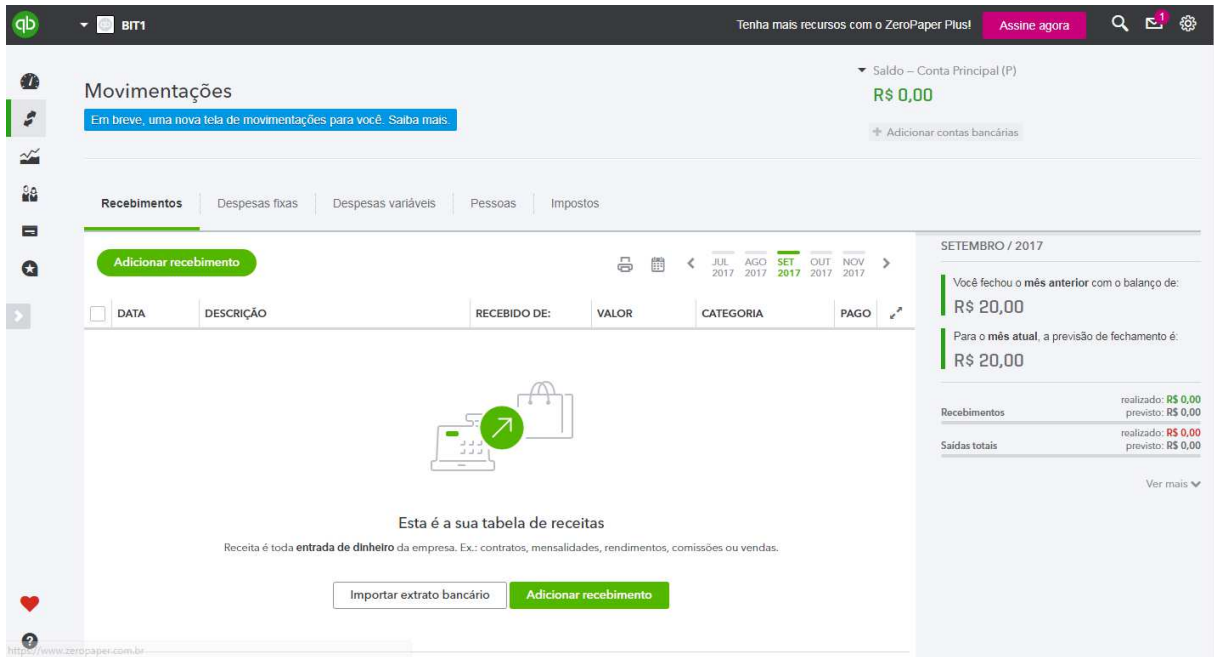 qb
BIT1
Tenha mais recursos com o ZeroPaper Plus!
Assine agora
1
Movimentações
Em breve, uma nova tela de movimentações para você. Saiba mais.
Saldo – Conta Principal (P)
R$ 0,00
+ Adicionar contas bancárias
Recebimentos
Despesas fixas
Despesas variáveis
Pessoas
Impostos
Adicionar recebimento
JUL 2017
AGO 2017
SET 2017
OUT 2017
NOV 2017
DATA
DESCRIÇÃO
RECEBIDO DE:
VALOR
CATEGORIA
PAGO
Esta é a sua tabela de receitas
Receita é toda entrada de dinheiro da empresa. Ex.: contratos, mensalidades, rendimentos, comissões ou vendas.
Importar extrato bancário
Adicionar recebimento
SETEMBRO / 2017
Você fechou o mês anterior com o balanço de:
R$ 20,00
Para o mês atual, a previsão de fechamento é:
R$ 20,00
realizado: R$ 0,00
Recebimentos previsto: R$ 0,00
realizado: R$ 0,00
Saídas totais previsto: R$ 0,00
Ver mais
?
https://www.zeropaper.com.br